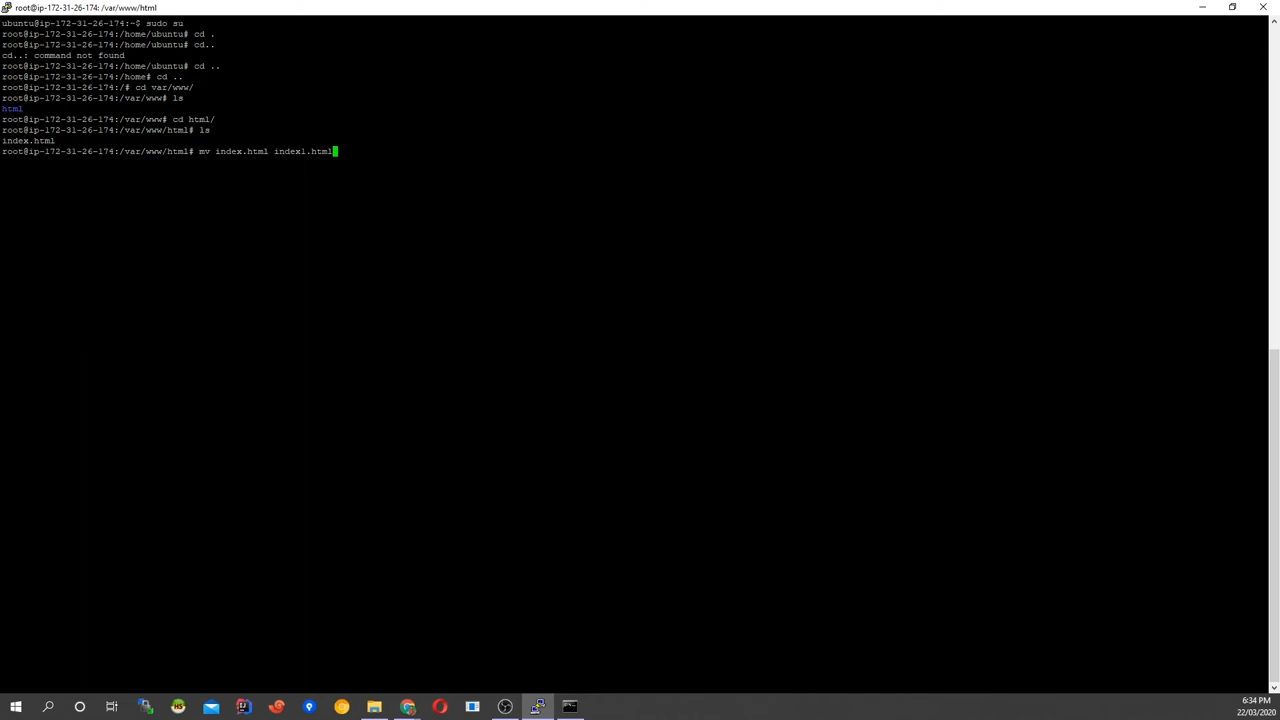 root@ip-172-31-26-174: /var/www/html
ubuntu@ip-172-31-26-174:~$ sudo su
root@ip-172-31-26-174:/home/ubuntu# cd .
root@ip-172-31-26-174:/home/ubuntu# cd..
cd..: command not found
root@ip-172-31-26-174:/home/ubuntu# cd ..
root@ip-172-31-26-174:/home# cd ..
root@ip-172-31-26-174:/# cd var/www/
root@ip-172-31-26-174:/var/www# ls
html
root@ip-172-31-26-174:/var/www# cd html/
root@ip-172-31-26-174:/var/www/html# ls
index.html
root@ip-172-31-26-174:/var/www/html# mv index.html index1.html
6:34 PM
22/03/2020